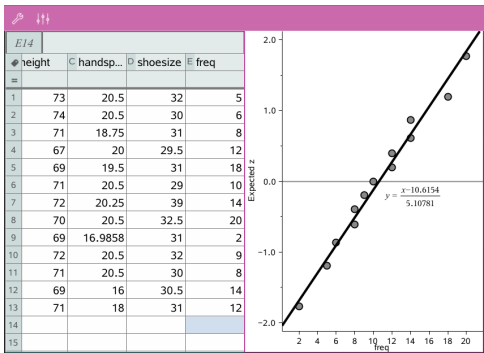 E14
height C handsp... D shoesize E freq
=
1 73 20.5 32 5
2 74 20.5 30 6
3 71 18.75 31 8
4 67 20 29.5 12
5 69 19.5 31 18
6 71 20.5 29 10
7 72 20.25 39 14
8 70 20.5 32.5 20
9 69 16.9858 31 2
10 72 20.5 32 9
11 71 20.5 30 8
12 69 16 30.5 14
13 71 18 31 12
14
15
2.0
1.0
0.0
-1.0
-2.0
Expected z
y = x-10.6154
5.10781
2 4 6 8 10 12 14 16 18 20
freq